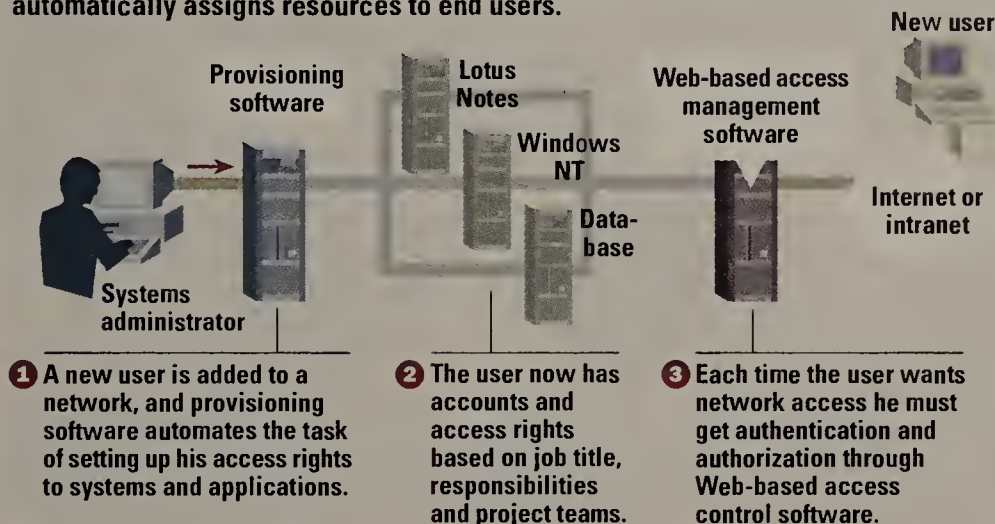 automatically assigns resources to end users.
New user
Provisioning
software
Lotus
Notes
Web-based access
management
software
Windows
NT
Data-
base
Internet or
intranet
Systems
administrator
1 A new user is added to a
network, and provisioning
software automates the task
of setting up his access rights
to systems and applications.
2 The user now has
accounts and
access rights
based on job title,
responsibilities
and project teams.
3 Each time the user wants
network access he must
get authentication and
authorization through
Web-based access
control software.